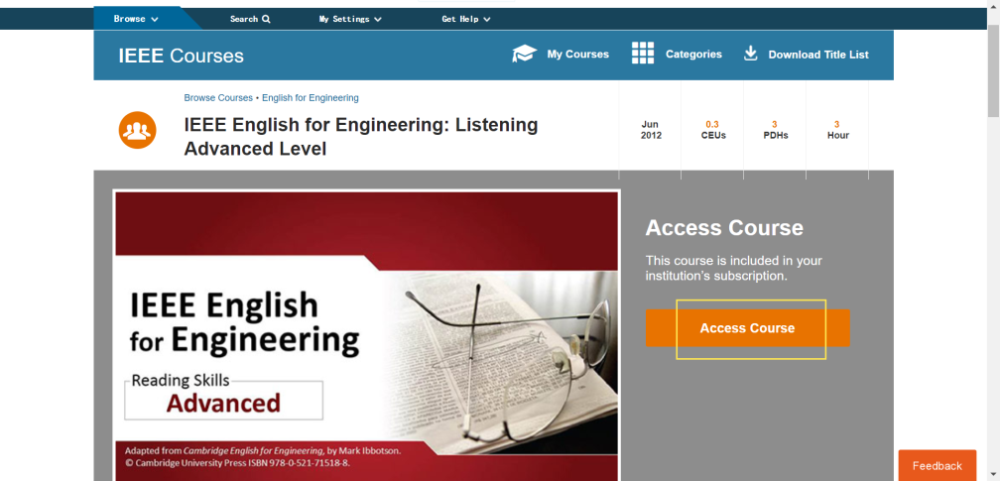 Browse Search My Settings Get Help
IEEE Courses My Courses Categories Download Title List
Browse Courses • English for Engineering
IEEE English for Engineering: Listening
Advanced Level
Jun
2012
0.3
CEUs
3
PDHs
3
Hour
IEEE English
for Engineering
Reading Skills
Advanced
Adapted from Cambridge English for Engineering, by Mark Ibbotson.
© Cambridge University Press ISBN 978-0-521-71518-8.
Access Course
This course is included in your
institution's subscription.
Access Course
Feedback